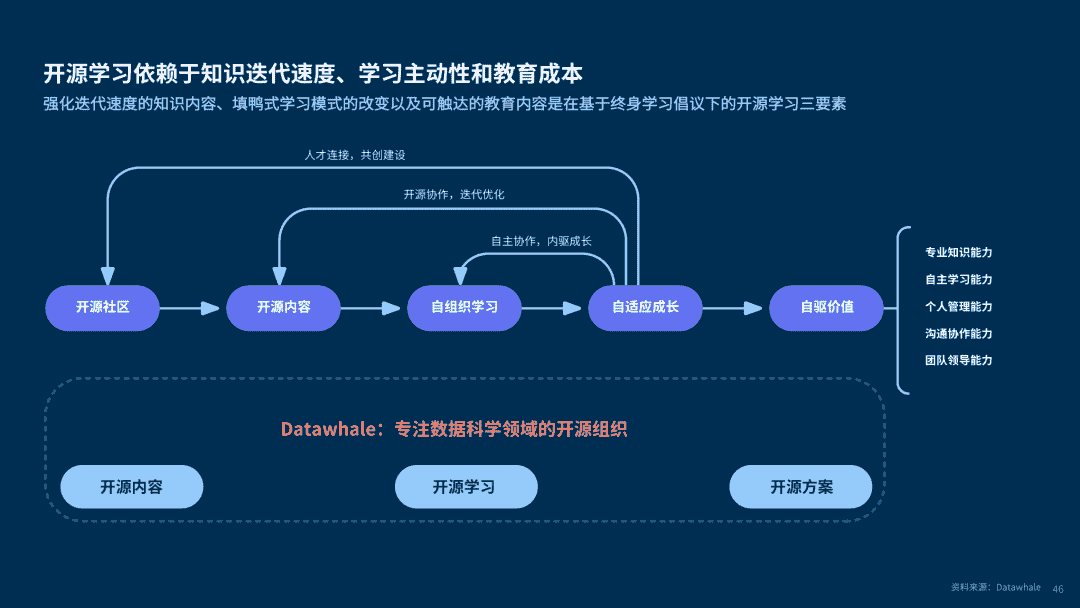 开源学习依赖于知识迭代速度、学习主动性和教育成本
强化迭代速度的知识内容、填鸭式学习模式的改变以及可触达的教育内容是在基于终身学习倡议下的开源学习三要素
人才连接，共创建设
开源协作，迭代优化
自主协作，内驱成长
开源社区
开源内容
自组织学习
自适应成长
自驱价值
专业知识能力
自主学习能力
个人管理能力
沟通协作能力
团队领导能力
Datawhale：专注数据科学领域的开源组织
开源内容
开源学习
开源方案
资料来源：Datawhale
46